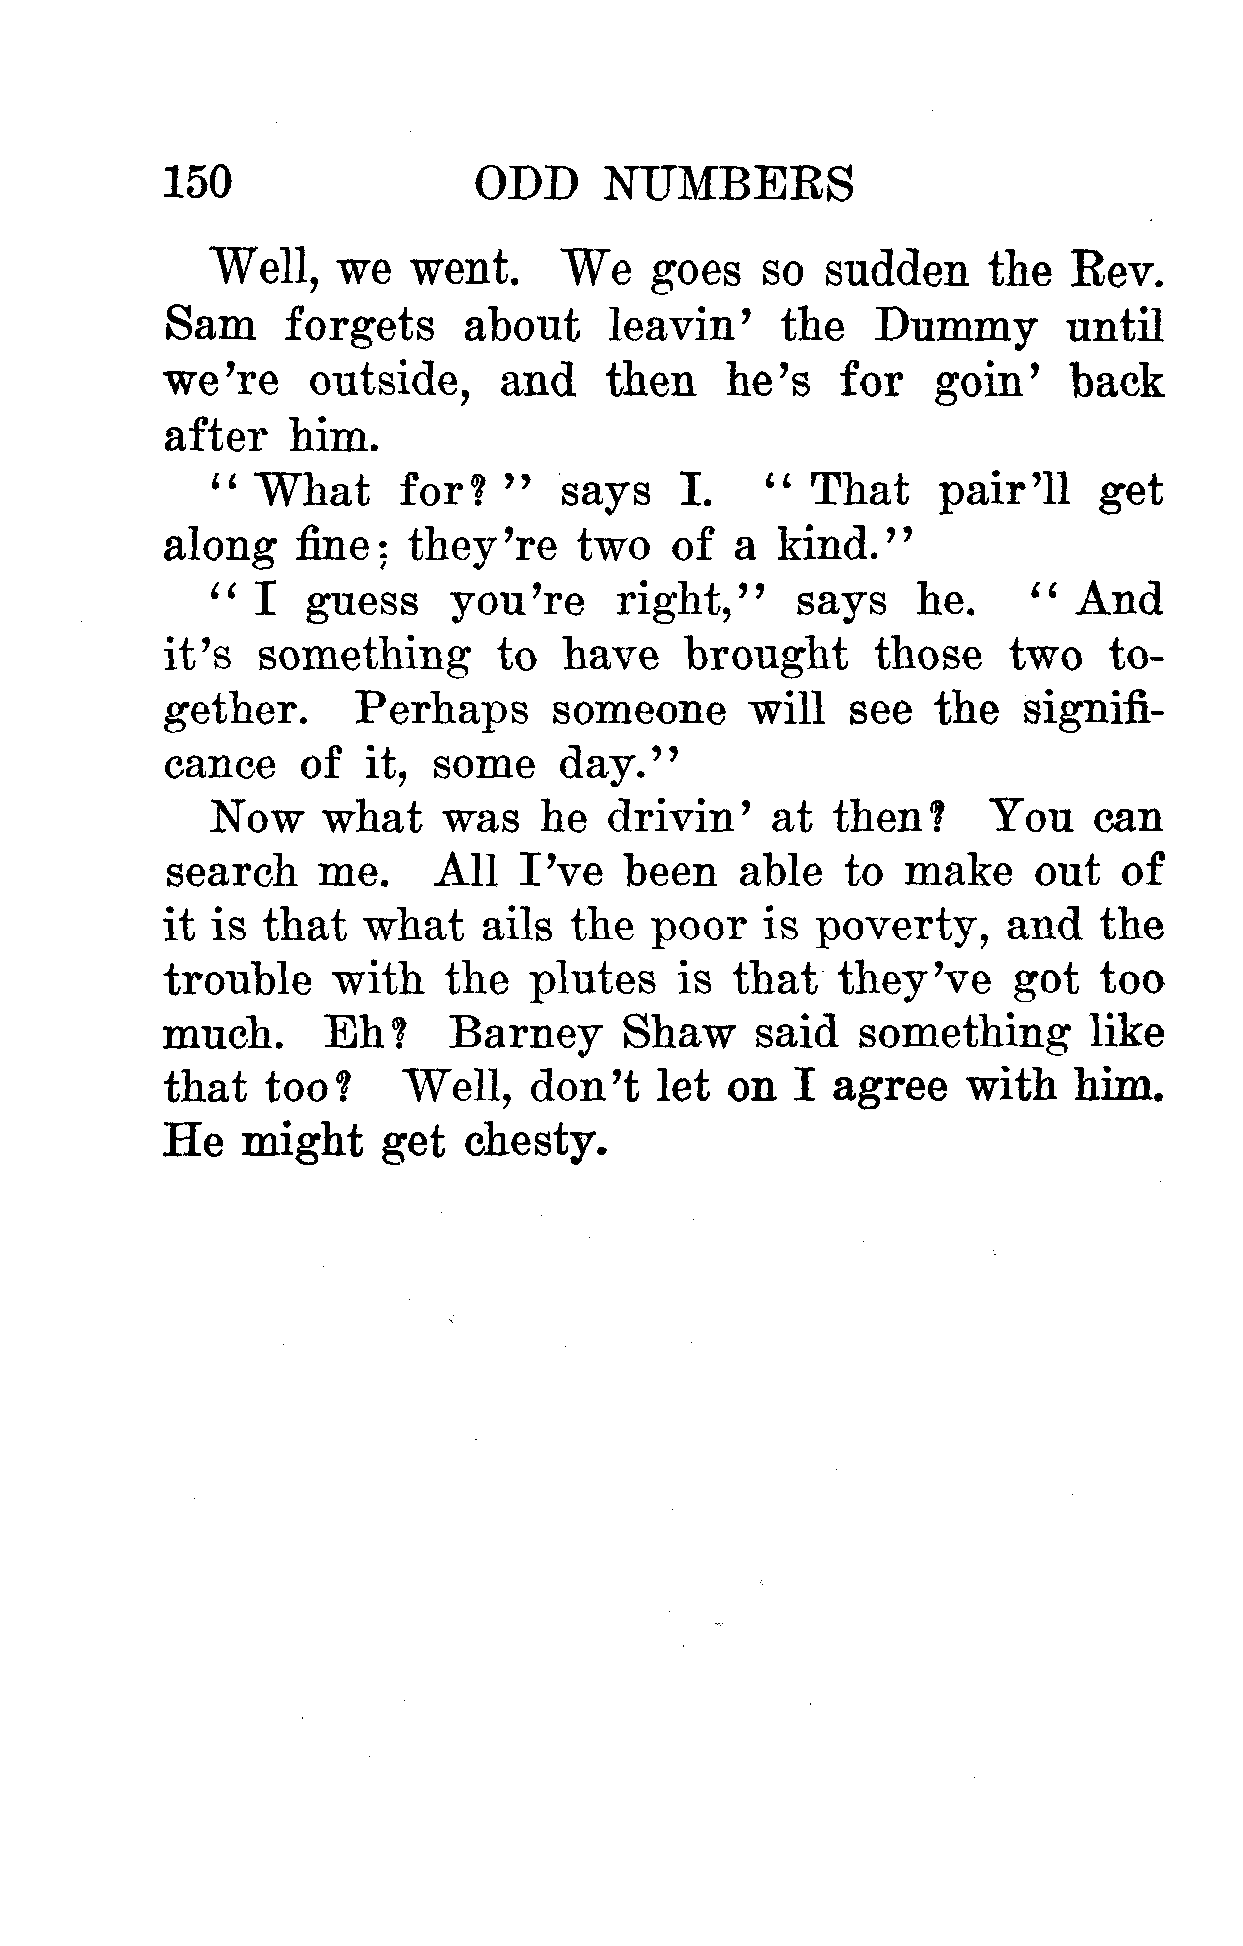 150 ODD NUMBERS
Well, we went. We goes so sudden the Rev.
Sam forgets about leavin' the Dummy until
we're outside, and then he's for goin' back
after him.
" What for? " says I. " That pair'll get
along fine; they're two of a kind."
" I guess you're right," says he. " And
it's something to have brought those two to-
gether. Perhaps someone will see the signifi-
cance of it, some day."
Now what was he drivin' at then? You can
search me. All I've been able to make out of
it is that what ails the poor is poverty, and the
trouble with the plutes is that they've got too
much. Eh? Barney Shaw said something like
that too? Well, don't let on I agree with him.
He might get chesty.